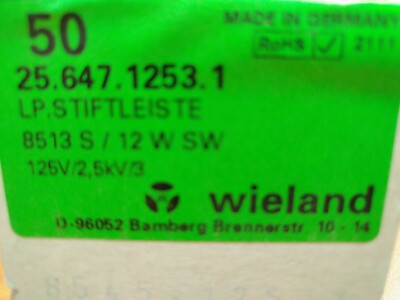 MADE IN GERMANY
50
RoHS ✓ 2111
25.647.1253.1
LP.STIFTLEISTE
8513 S / 12 W SW
125V/2,5kV/3
wieland
D-96052 Bamberg Brennerstr. 10 - 14